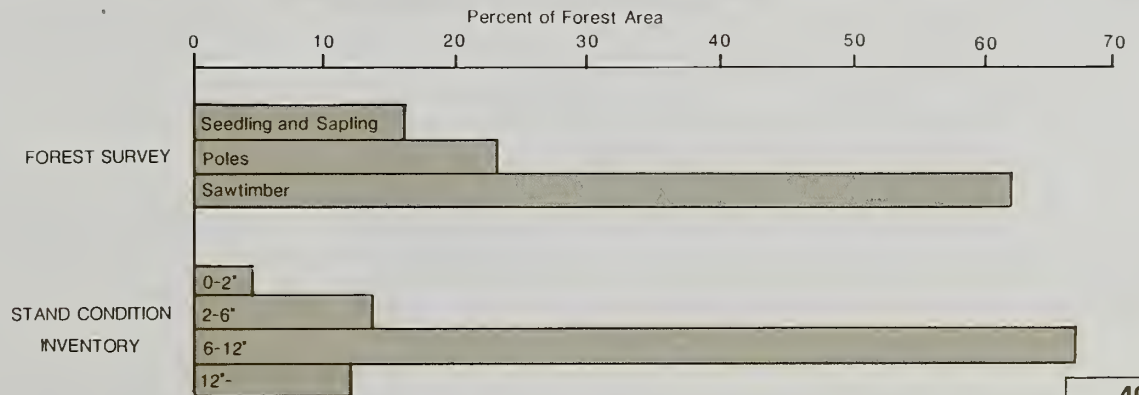 Percent of Forest Area
0 10 20 30 40 50 60 70
FOREST SURVEY
Seedling and Sapling
Poles
Sawtimber
STAND CONDITION
INVENTORY
0-2"
2-6"
6-12"
12"-